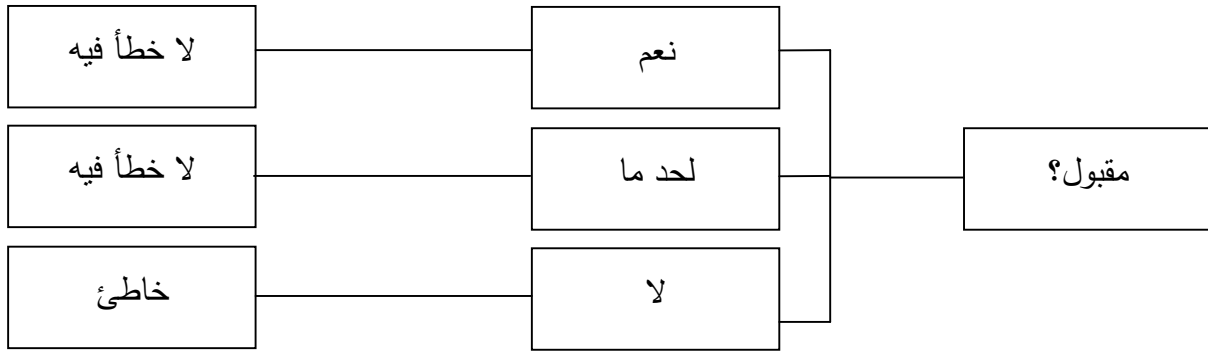 مقبول؟
نعم
لا خطأ فيه
لحد ما
لا خطأ فيه
لا
خاطئ